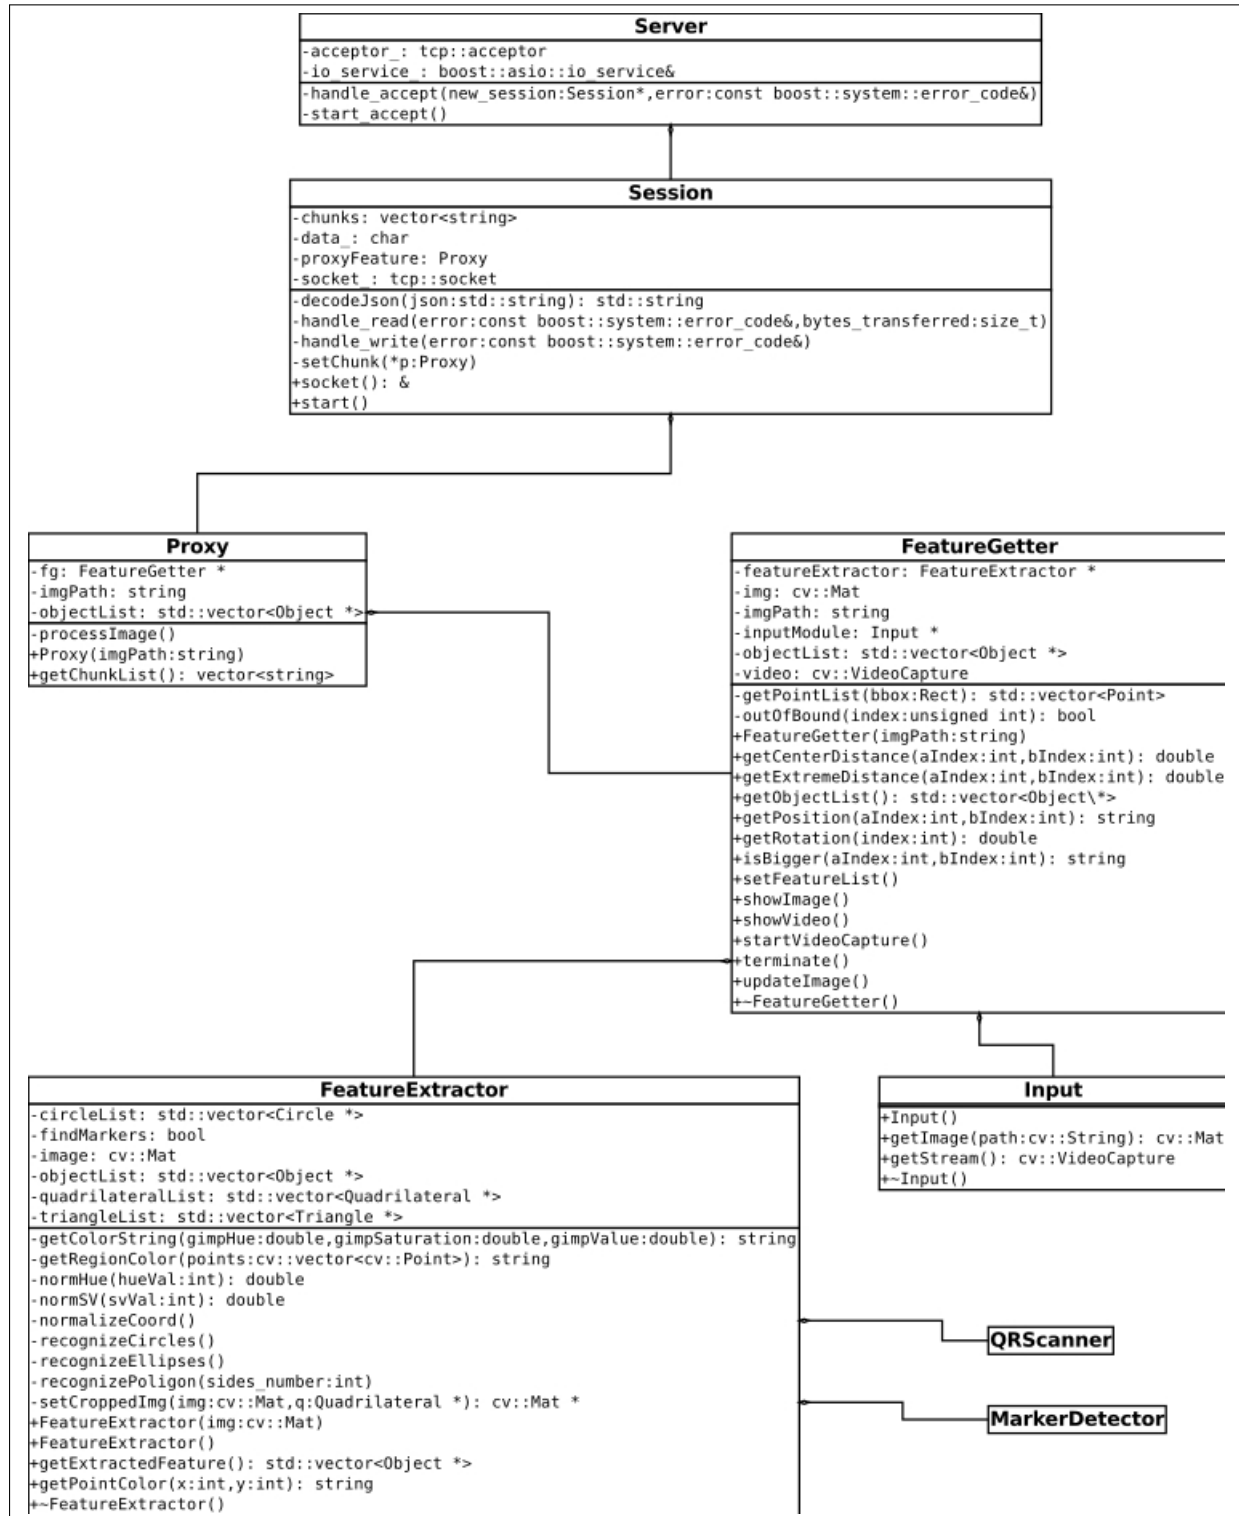 Server
-acceptor_: tcp::acceptor
-io_service_: boost::asio::io_service&
-handle_accept(new_session:Session*,error:const boost::system::error_code&)
-start_accept()
Session
-chunks: vector<string>
-data_: char
-proxyFeature: Proxy
-socket_: tcp::socket
-decodeJson(json:std::string): std::string
-handle_read(error:const boost::system::error_code&,bytes_transferred:size_t)
-handle_write(error:const boost::system::error_code&)
-setChunk(*p:Proxy)
+socket(): &
+start()
Proxy
-fg: FeatureGetter *
-imgPath: string
-objectList: std::vector<Object *>
-processImage()
+Proxy(imgPath:string)
+getChunkList(): vector<string>
FeatureGetter
-featureExtractor: FeatureExtractor *
-img: cv::Mat
-imgPath: string
-inputModule: Input *
-objectList: std::vector<Object *>
-video: cv::VideoCapture
-getPointList(bbox:Rect): std::vector<Point>
-outOfBound(index:unsigned int): bool
+FeatureGetter(imgPath:string)
+getCenterDistance(aIndex:int,bIndex:int): double
+getExtremeDistance(aIndex:int,bIndex:int): double
+getObjectList(): std::vector<Object\*>
+getPosition(aIndex:int,bIndex:int): string
+getRotation(index:int): double
+isBigger(aIndex:int,bIndex:int): string
+setFeatureList()
+showImage()
+showVideo()
+startVideoCapture()
+terminate()
+updateImage()
+~FeatureGetter()
FeatureExtractor
-circleList: std::vector<Circle *>
-findMarkers: bool
-image: cv::Mat
-objectList: std::vector<Object *>
-quadrilateralList: std::vector<Quadrilateral *>
-triangleList: std::vector<Triangle *>
-getColorString(gimpHue:double,gimpSaturation:double,gimpValue:double): string
-getRegionColor(points:cv::vector<cv::Point>): string
-normHue(hueVal:int): double
-normSV(svVal:int): double
-normalizeCoord()
-recognizeCircles()
-recognizeEllipses()
-recognizePoligon(sides_number:int)
-setCroppedImg(img:cv::Mat,q:Quadrilateral *): cv::Mat *
+FeatureExtractor(img:cv::Mat)
+FeatureExtractor()
+getExtractedFeature(): std::vector<Object *>
+getPointColor(x:int,y:int): string
+~FeatureExtractor()
Input
+Input()
+getImage(path:cv::String): cv::Mat
+getStream(): cv::VideoCapture
+~Input()
QRScanner
MarkerDetector